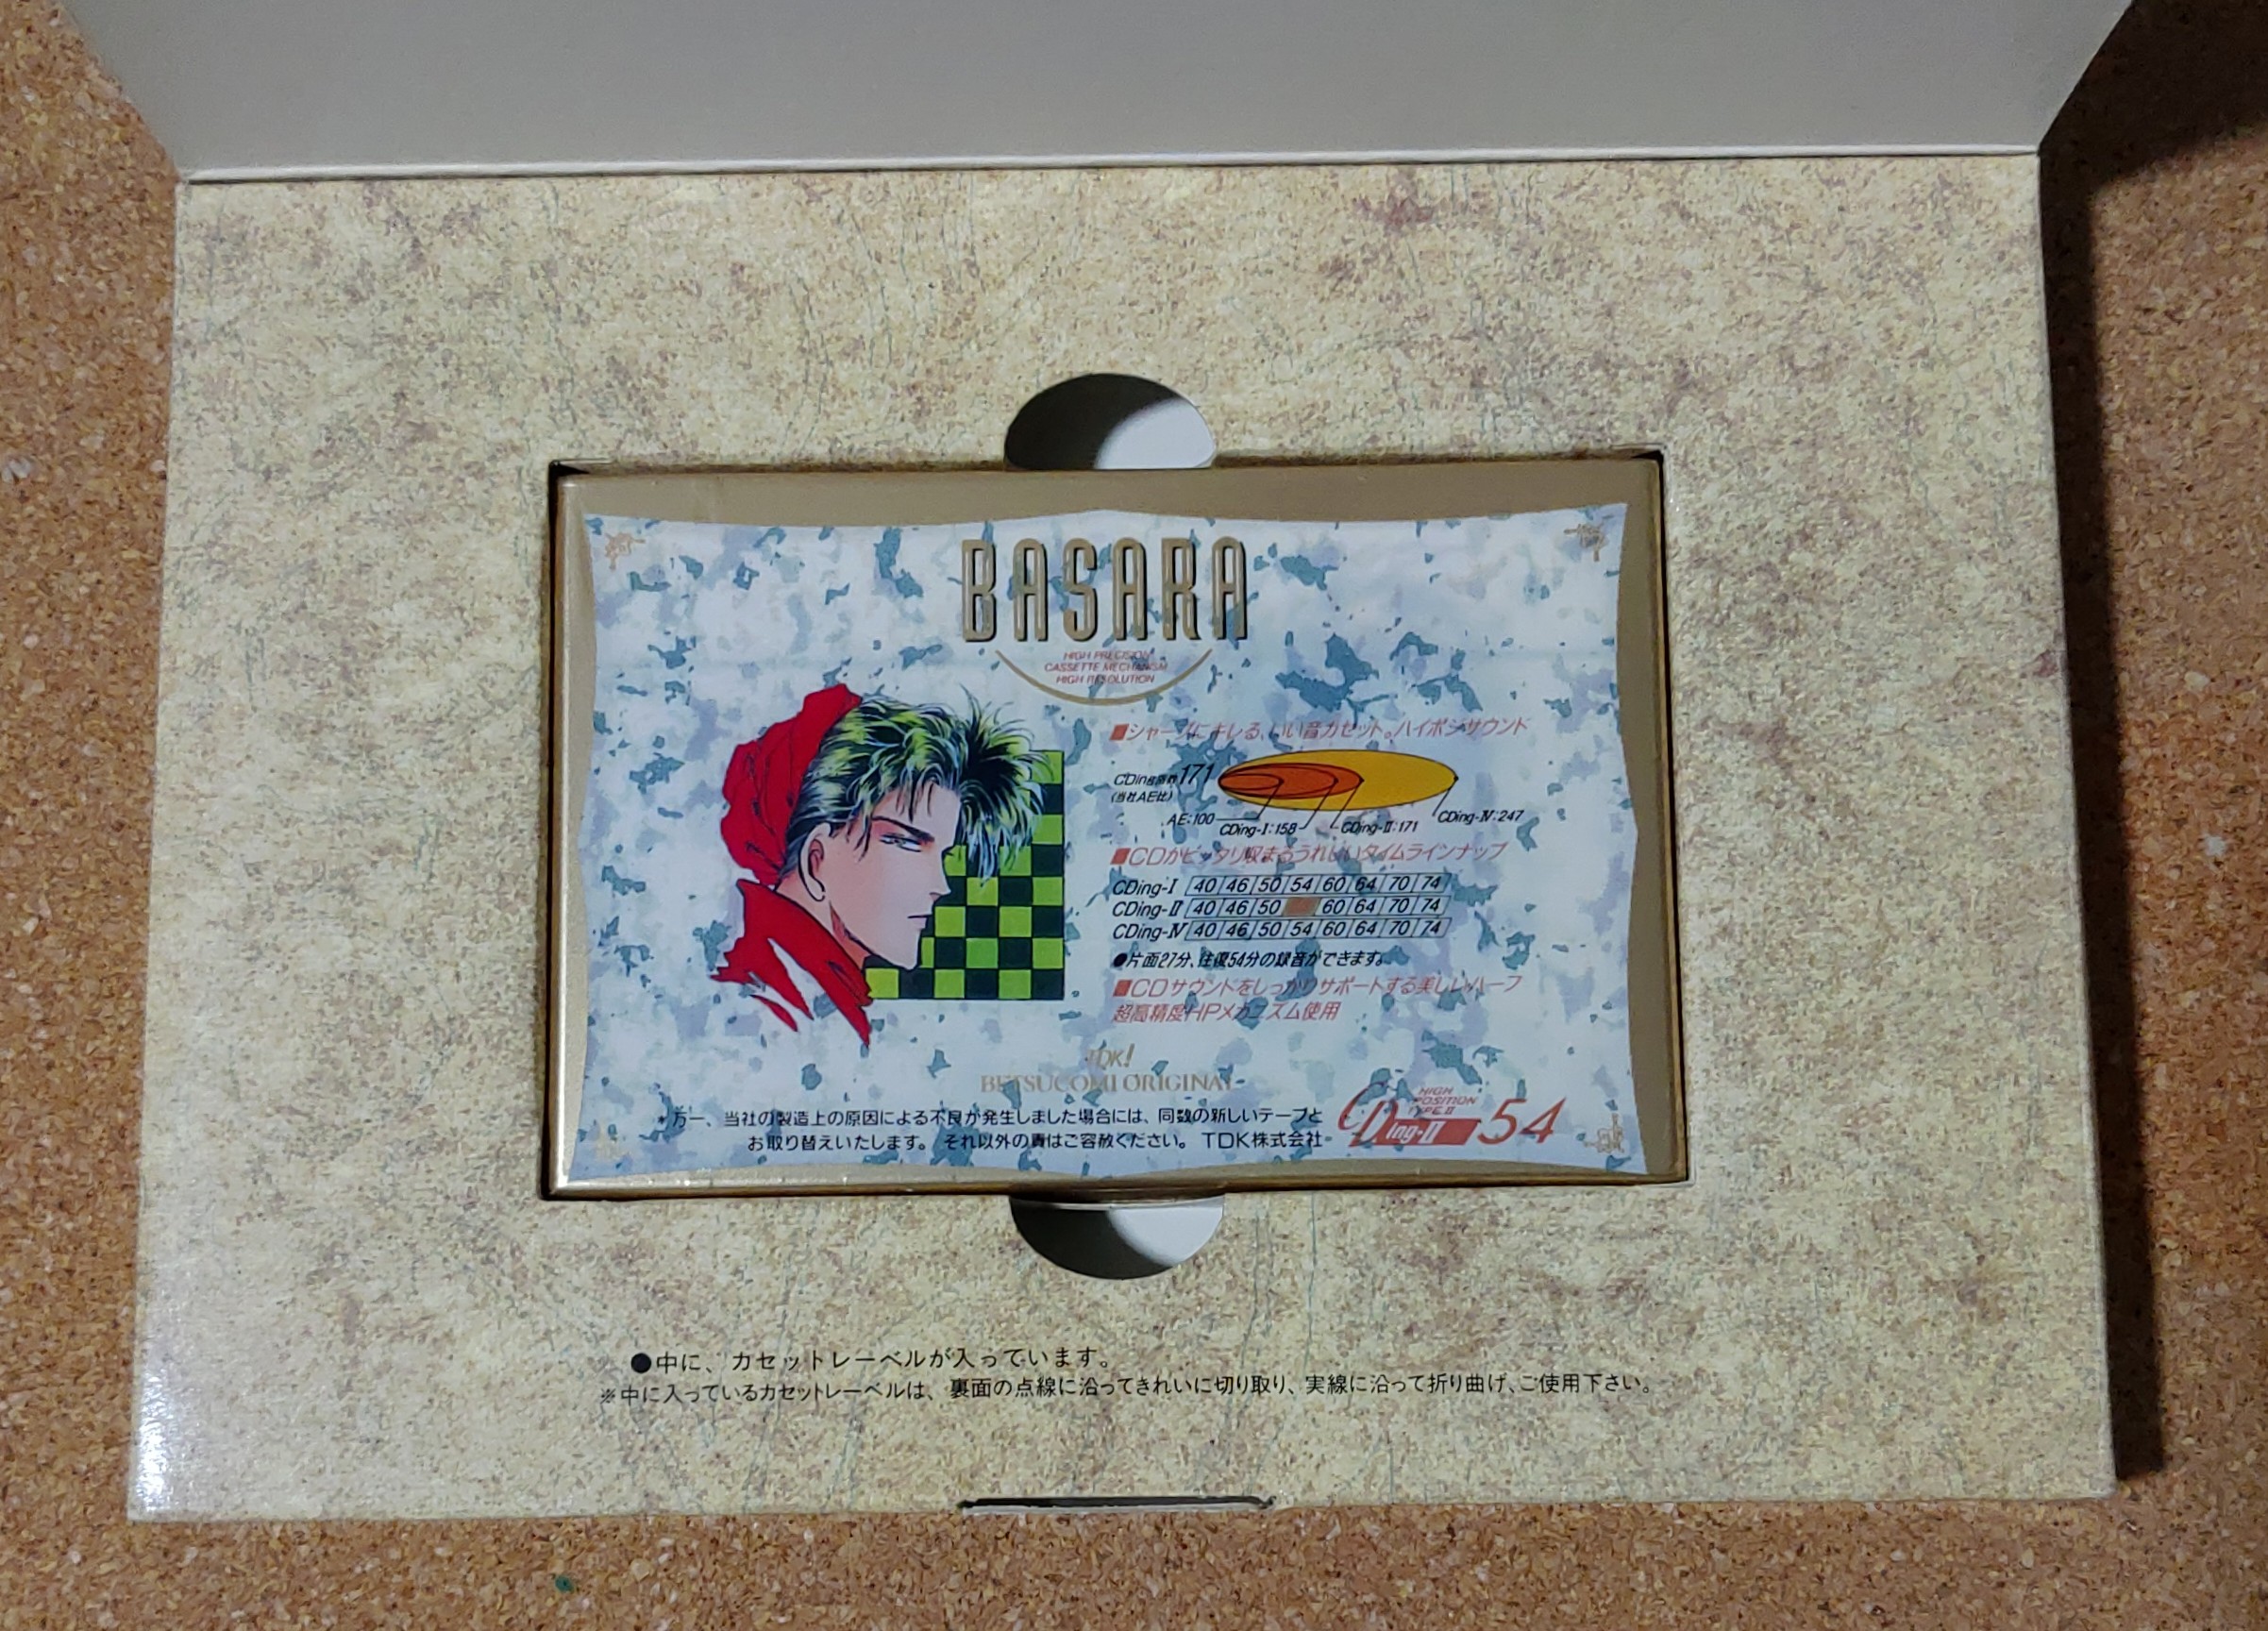 BASARA
HIGH PRECISION
CASSETTE MECHANISM
HIGH RESOLUTION
■シャープにキレる、いい音カセット。ハイポジサウンド
CDing指数171
(当社AE比)
AE:100
CDing-I:158
CDing-II:171
CDing-IV:247
■CDがピッタリ収まるうれしいタイムラインナップ
CDing-I 40 46 50 54 60 64 70 74
CDing-II 40 46 50 60 64 70 74
CDing-IV 40 46 50 54 60 64 70 74
●片面27分、往復54分の録音ができます。
■CDサウンドをしっかりサポートする美しいハーフ
超高精度HPメカニズム使用
TDK!
BETSUCOMI ORIGINAL
*万一、当社の製造上の原因による不良が発生しました場合には、同数の新しいテープと
お取り替えいたします。それ以外の責はご容赦ください。TDK株式会社
HIGH
POSITION
TYPE II
CDing-II 54
●中に、カセットレーベルが入っています。
※中に入っているカセットレーベルは、裏面の点線に沿ってきれいに切り取り、実線に沿って折り曲げ、ご使用下さい。